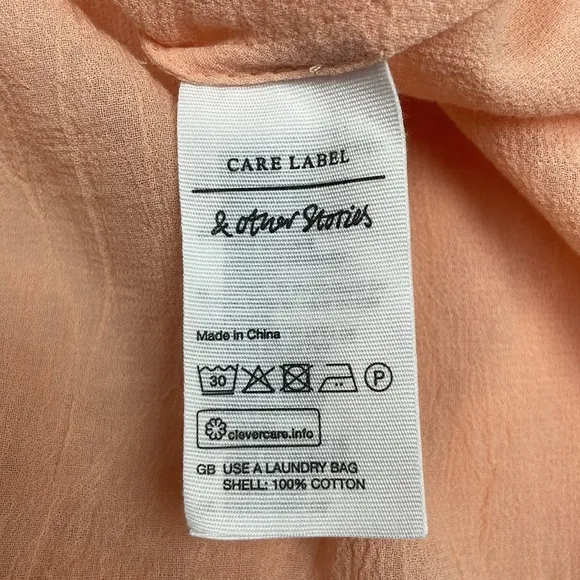 CARE LABEL
& other Stories
Made in China
30 P
clevercare.info
GB USE A LAUNDRY BAG
SHELL: 100% COTTON